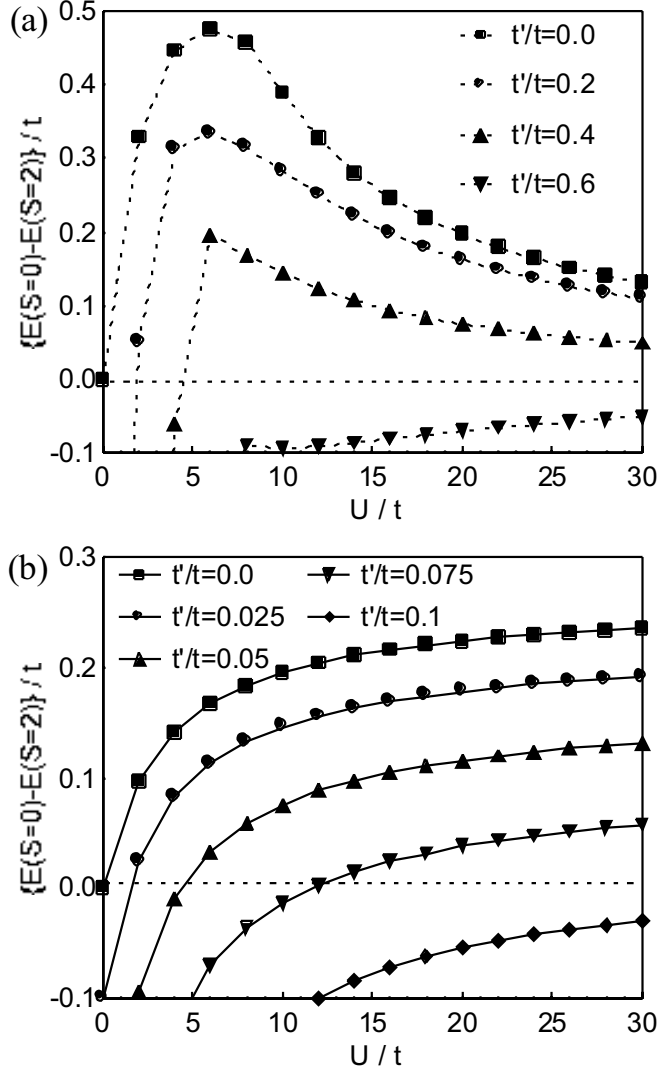 (a)
0.5
0.4
0.3
0.2
0.1
0.0
-0.1
{E(S=0)-E(S=2)} / t
t'/t=0.0
t'/t=0.2
t'/t=0.4
t'/t=0.6
0 5 10 15 20 25 30
U / t
(b)
0.3
0.2
0.1
0.0
-0.1
{E(S=0)-E(S=2)} / t
t'/t=0.0 t'/t=0.075
t'/t=0.025 t'/t=0.1
t'/t=0.05
0 5 10 15 20 25 30
U / t